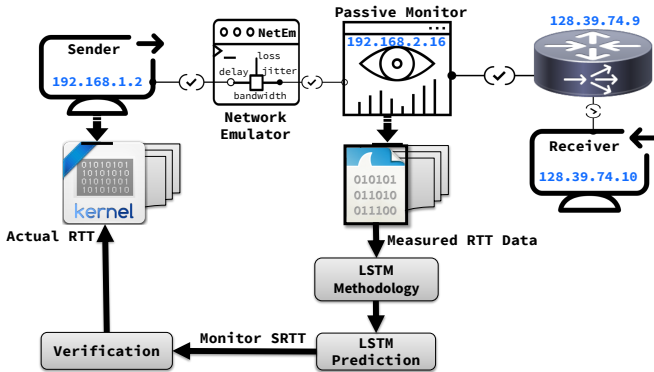 Passive Monitor
128.39.74.9
Sender
NetEm
192.168.2.16
loss
delay
jitter
192.168.1.2
bandwidth
Network
Emulator
Receiver
128.39.74.10
01010101
10101010
01010101
kernel
010101
011010
011100
Actual RTT
Measured RTT Data
LSTM
Methodology
Monitor SRTT
Verification
LSTM
Prediction